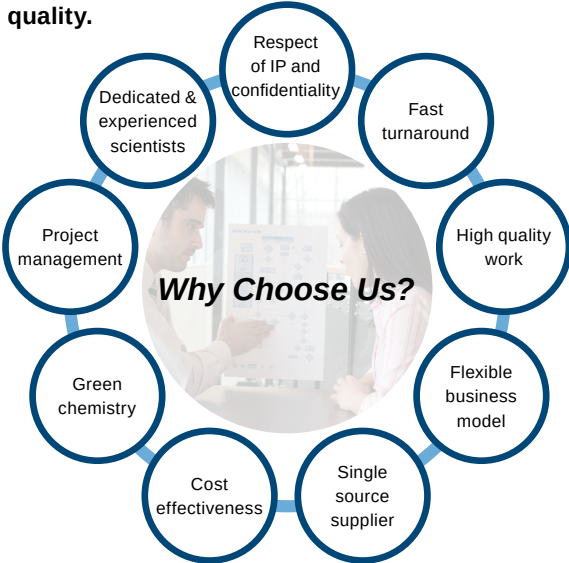 quality.
Respect
of IP and
confidentiality
Fast
turnaround
High quality
work
Flexible
business
model
Single
source
supplier
Cost
effectiveness
Green
chemistry
Project
management
Dedicated &
experienced
scientists
Why Choose Us?